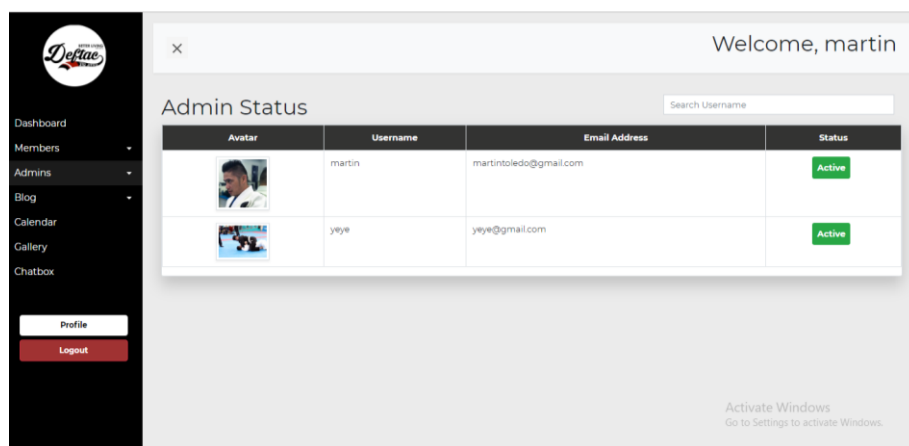 Deftac
Dashboard
Members
Admins
Blog
Calendar
Gallery
Chatbox
Profile
Logout
×
Welcome, martin
Admin Status
Search Username
Avatar Username Email Address Status
martin martintoledo@gmail.com Active
yeye yeye@gmail.com Active
Activate Windows
Go to Settings to activate Windows.